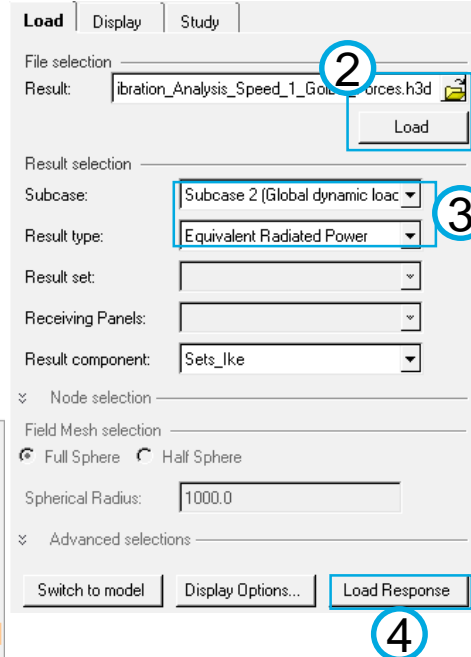 Load Display Study
File selection
2
Result: ibration_Analysis_Speed_1_Golb orces.h3d
Load
Result selection
Subcase: Subcase 2 (Global dynamic loac
3
Result type: Equivalent Radiated Power
Result set:
Receiving Panels:
Result component: Sets_Ike
Node selection
Field Mesh selection
Full Sphere Half Sphere
Spherical Radius: 1000.0
Advanced selections
Switch to model Display Options... Load Response
4